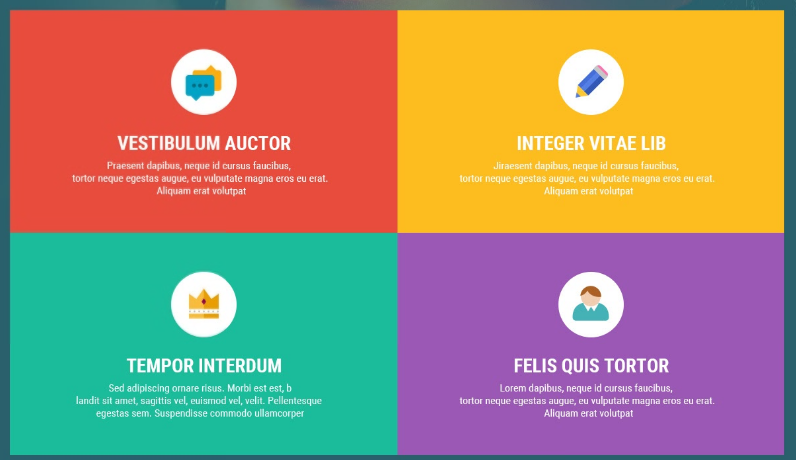 VESTIBULUM AUCTOR
Praesent dapibus, neque id cursus faucibus,
tortor neque egestas augue, eu vulputate magna eros eu erat.
Aliquam erat volutpat
INTEGER VITAE LIB
Jiraesent dapibus, neque id cursus faucibus,
tortor neque egestas augue, eu vulputate magna eros eu erat.
Aliquam erat volutpat
TEMPOR INTERDUM
Sed adipiscing ornare risus. Morbi est est, b
landit sit amet, sagittis vel, euismod vel, velit. Pellentesque
egestas sem. Suspendisse commodo ullamcorper
FELIS QUIS TORTOR
Lorem dapibus, neque id cursus faucibus,
tortor neque egestas augue, eu vulputate magna eros eu erat.
Aliquam erat volutpat